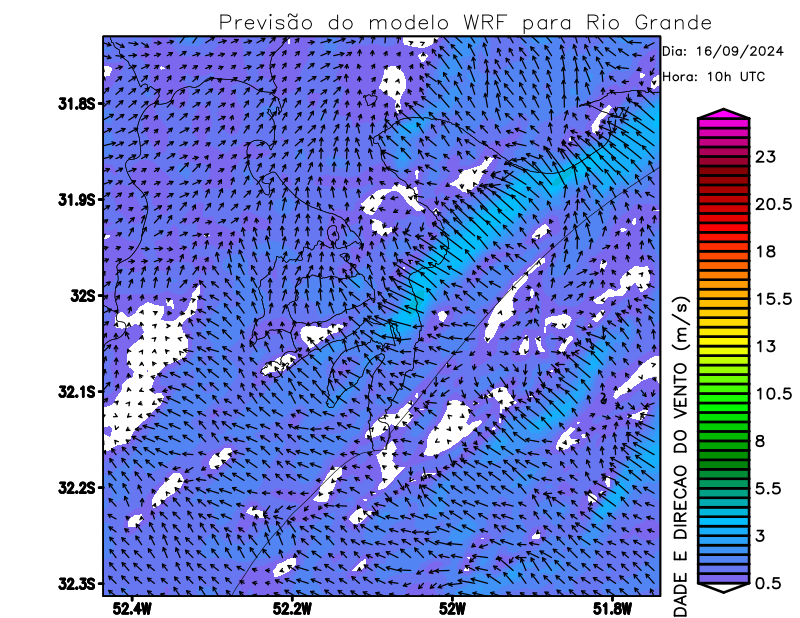 Previsão do modelo WRF para Rio Grande
Dia: 16/09/2024
Hora: 10h UTC
31.8S
31.9S
32S
32.1S
32.2S
32.3S
52.4W
52.2W
52W
51.8W
23
20.5
18
15.5
13
10.5
8
5.5
3
0.5
DADE E DIRECAO DO VENTO (m/s)